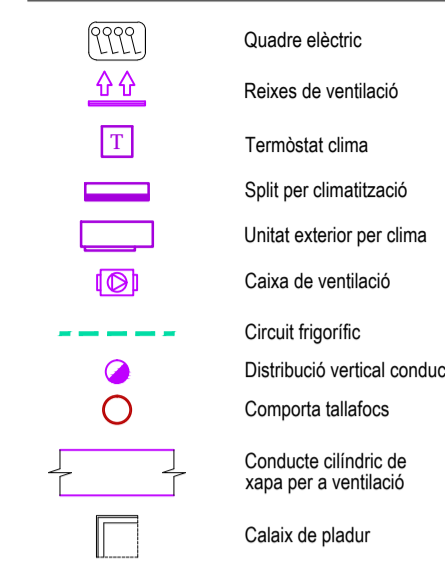 Quadre elèctric
Reixes de ventilació
T
Termòstat clima
Split per climatització
Unitat exterior per clima
Caixa de ventilació
Circuit frigorífic
Distribució vertical conduc
Comporta tallafocs
Conducte cilíndric de
xapa per a ventilació
Calaix de pladur